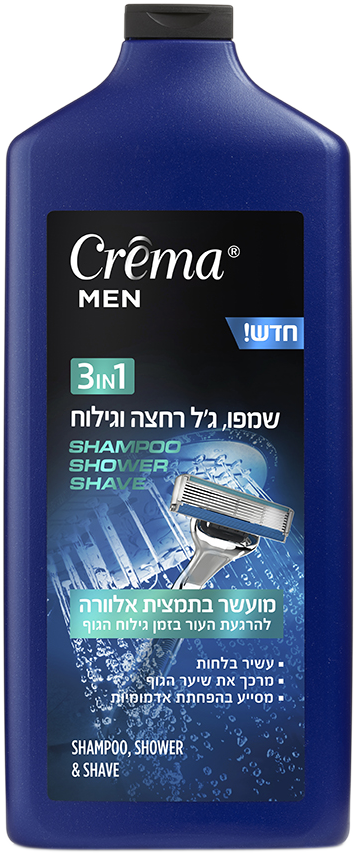 Crēma®
MEN
חדש!
3IN1
שמפו, ג'ל רחצה וגילוח
SHAMPOO
SHOWER
SHAVE
מועשר בתמצית אלוורה
להרגעת העור בזמן גילוח הגוף
▪ עשיר בלחות
▪ מרכך את שיער הגוף
▪ מסייע בהפחתת אדמומיות
SHAMPOO, SHOWER
& SHAVE